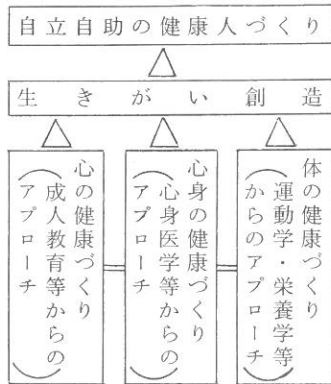 自立自助の健康人づくり
生きがい創造
体の健康づくり
（運動学・栄養学等
からのアプローチ）
心身の健康づくり
（心身医学等からの
アプローチ）
心の健康づくり
（成人教育等からの
アプローチ）